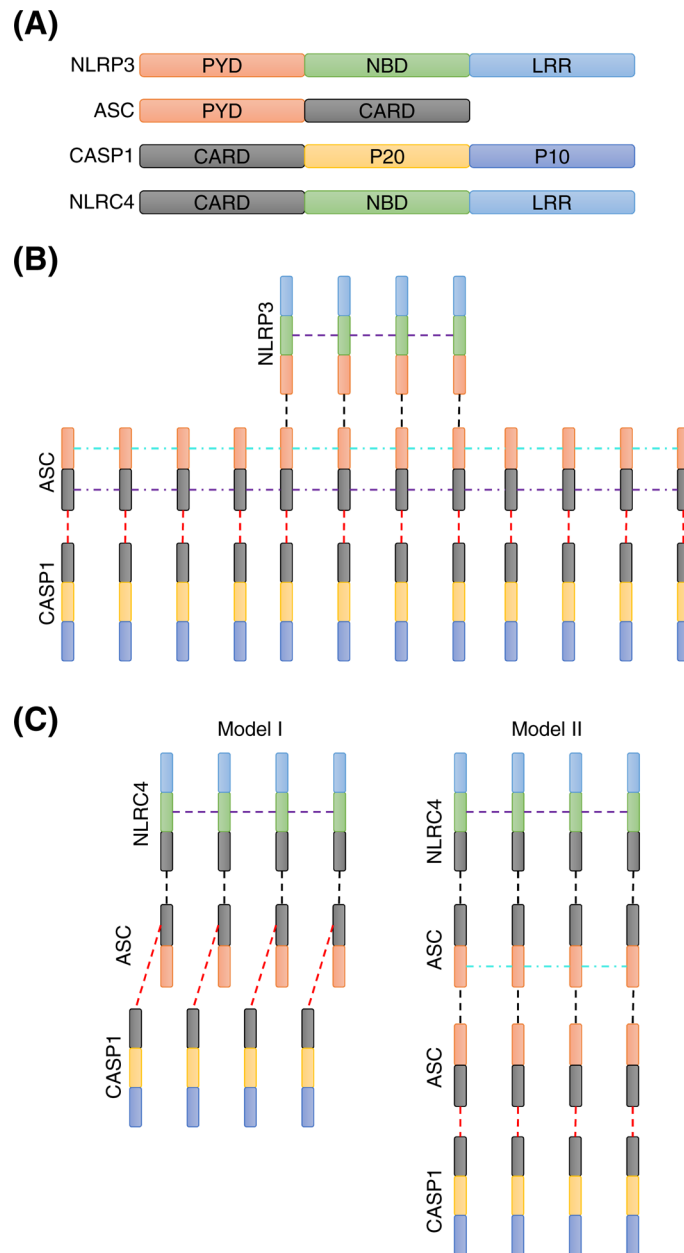 (A)
NLRP3 PYD NBD LRR
ASC PYD CARD
CASP1 CARD P20 P10
NLRC4 CARD NBD LRR
(B)
NLRP3
ASC
CASP1
(C)
Model I Model II
NLRC4 NLRC4
ASC ASC
ASC
CASP1
CASP1